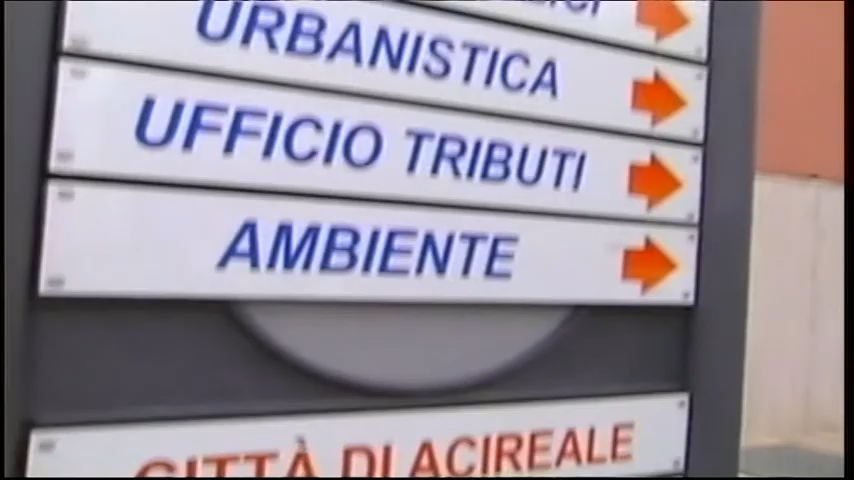 URBANISTICA
UFFICIO TRIBUTI
AMBIENTE
CITTÀ DI ACIREALE